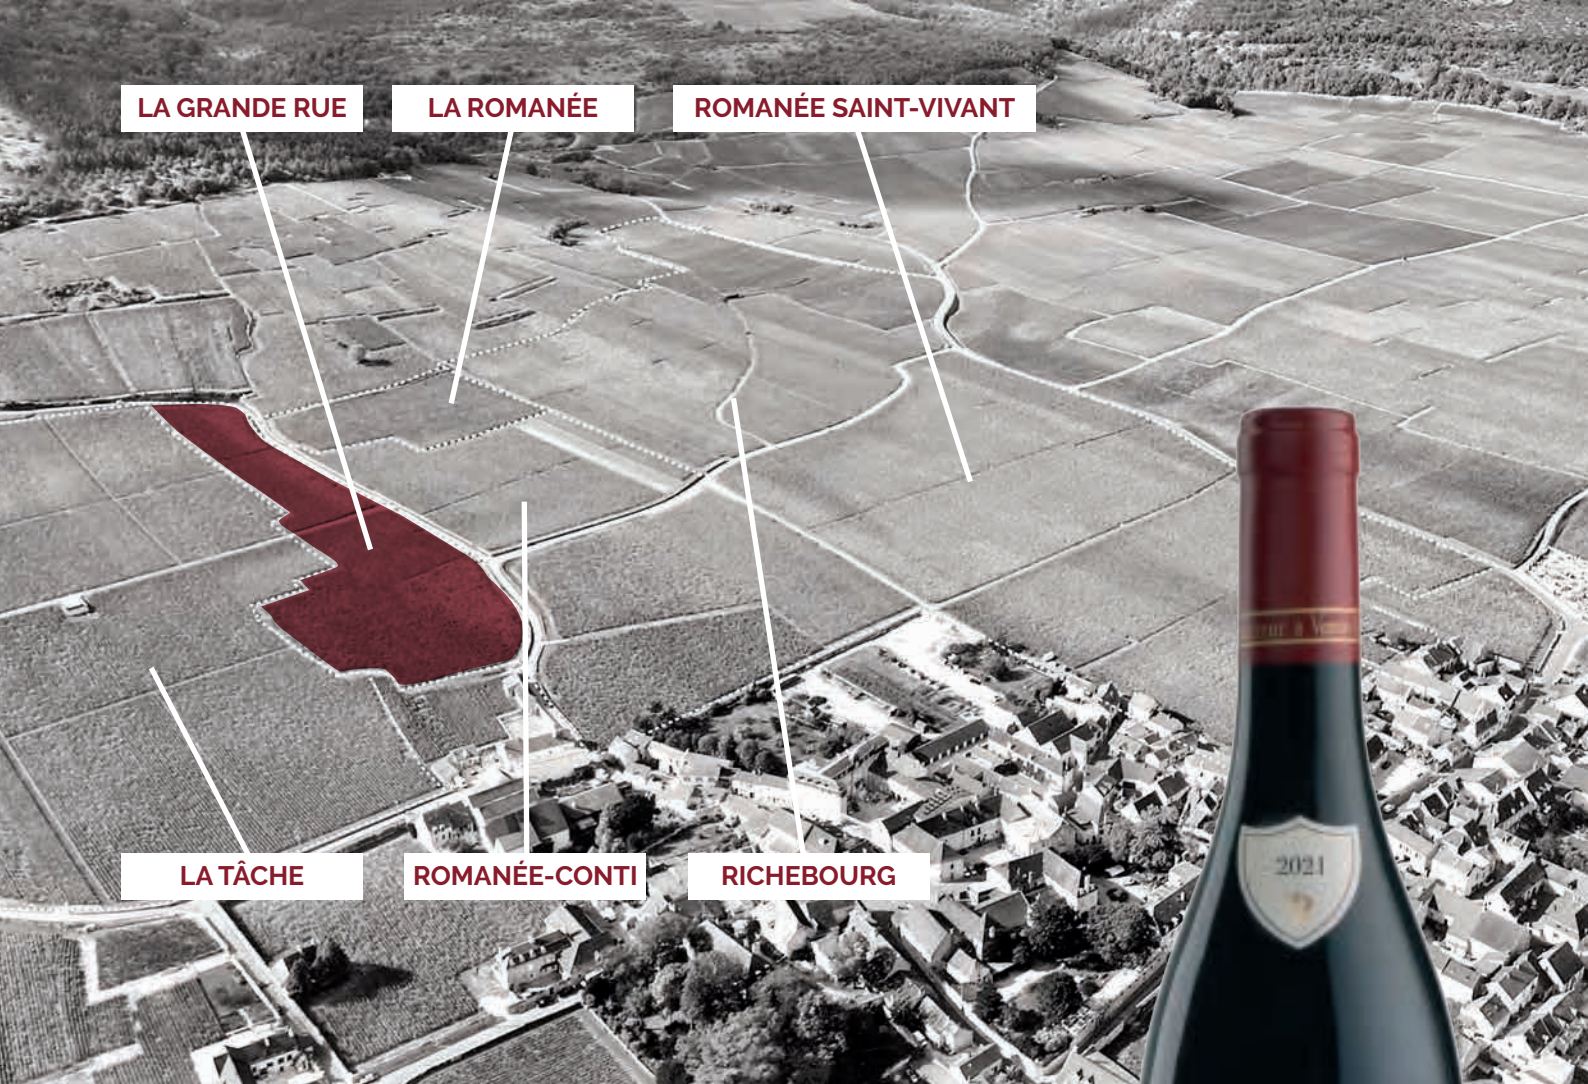 LA GRANDE RUE
LA ROMANÉE
ROMANÉE SAINT-VIVANT
LA TÂCHE
ROMANÉE-CONTI
RICHEBOURG
2021